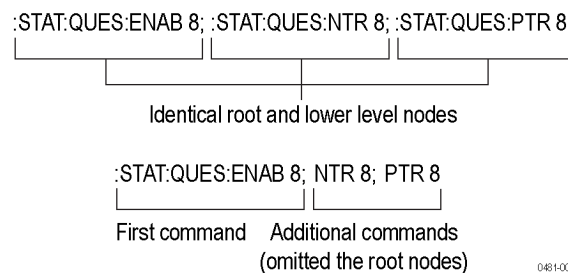 :STAT:QUES:ENAB 8; :STAT:QUES:NTR 8; :STAT:QUES:PTR 8
Identical root and lower level nodes
:STAT:QUES:ENAB 8; NTR 8; PTR 8
First command Additional commands
(omitted the root nodes)